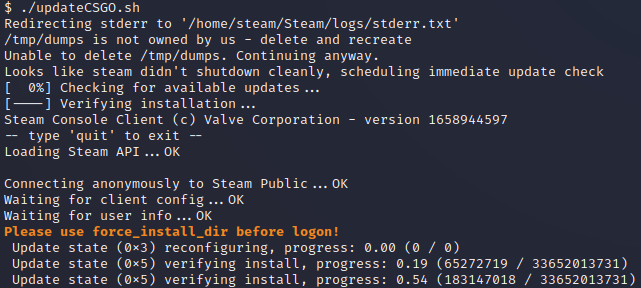 $ ./updateCSGO.sh
Redirecting stderr to '/home/steam/Steam/logs/stderr.txt'
/tmp/dumps is not owned by us - delete and recreate
Unable to delete /tmp/dumps. Continuing anyway.
Looks like steam didn't shutdown cleanly, scheduling immediate update check
[  0%] Checking for available updates...
[----] Verifying installation...
Steam Console Client (c) Valve Corporation - version 1658944597
-- type 'quit' to exit --
Loading Steam API...OK

Connecting anonymously to Steam Public...OK
Waiting for client config...OK
Waiting for user info...OK
Please use force_install_dir before logon!
 Update state (0×3) reconfiguring, progress: 0.00 (0 / 0)
 Update state (0×5) verifying install, progress: 0.19 (65272719 / 33652013731)
 Update state (0×5) verifying install, progress: 0.54 (183147018 / 33652013731)